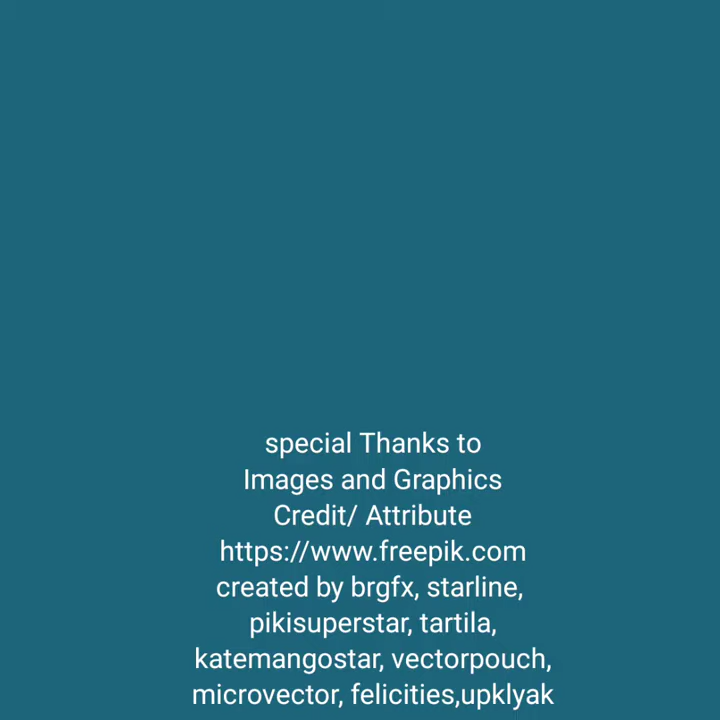 special Thanks to
Images and Graphics
Credit/ Attribute
https://www.freepik.com
created by brgfx, starline,
pikisuperstar, tartila,
katemangostar, vectorpouch,
microvector, felicities,upklyak